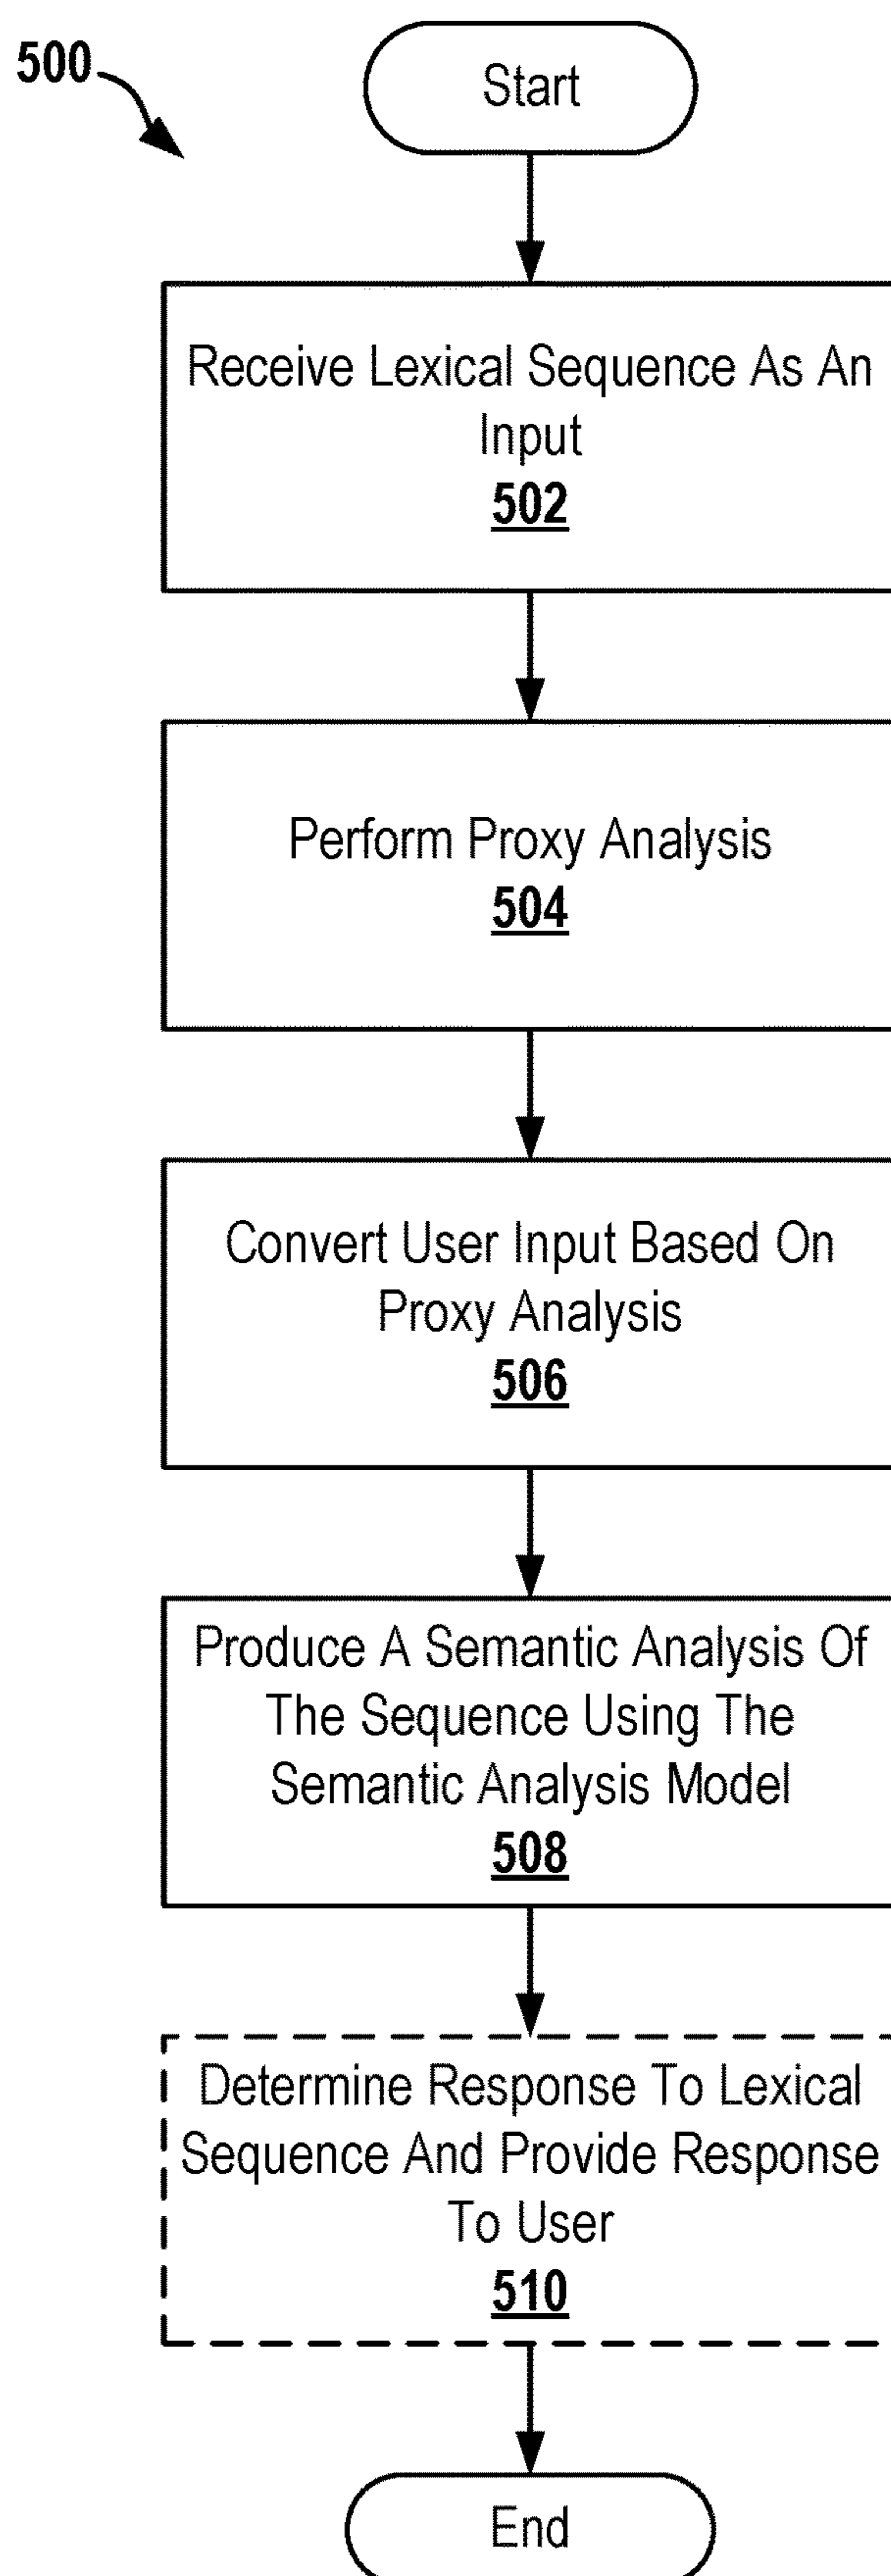 500
Start
Receive Lexical Sequence As An
Input
502
Perform Proxy Analysis
504
Convert User Input Based On
Proxy Analysis
506
Produce A Semantic Analysis Of
The Sequence Using The
Semantic Analysis Model
508
Determine Response To Lexical
Sequence And Provide Response
To User
510
End